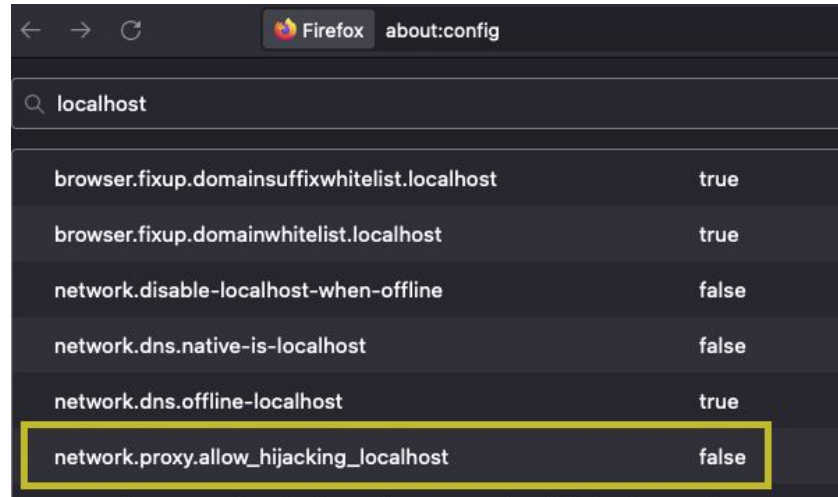 Firefox about:config
localhost
browser.fixup.domainsuffixwhitelist.localhost true
browser.fixup.domainwhitelist.localhost true
network.disable-localhost-when-offline false
network.dns.native-is-localhost false
network.dns.offline-localhost true
network.proxy.allow_hijacking_localhost false